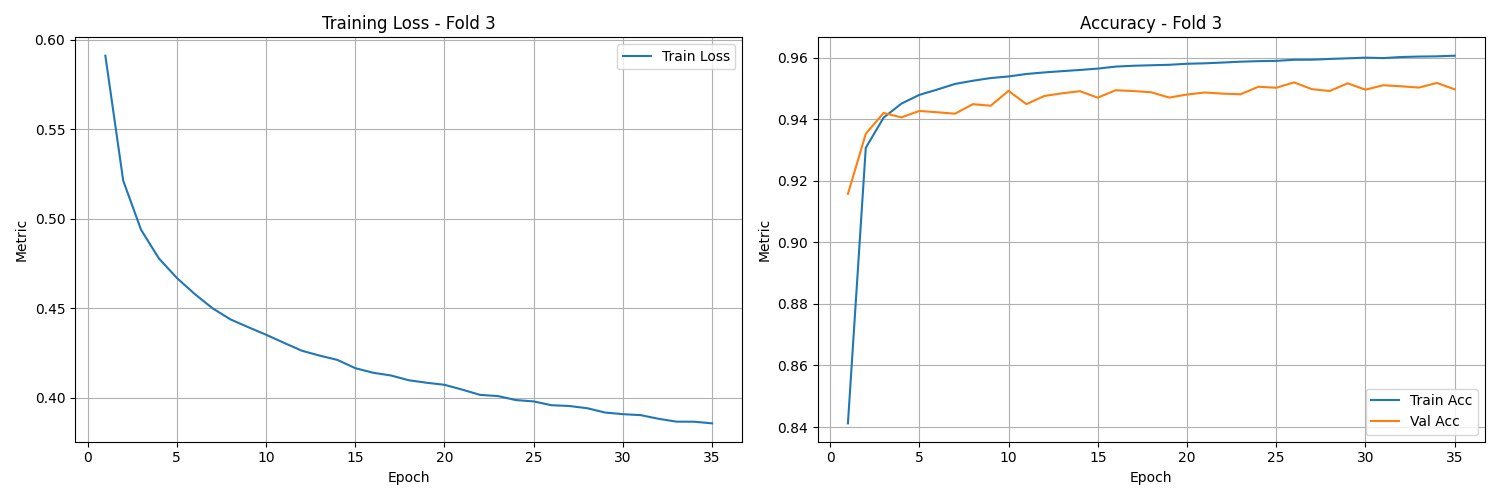 Training Loss - Fold 3
0.60
0.55
0.50
0.45
0.40
Metric
Train Loss
0 5 10 15 20 25 30 35
Epoch
Accuracy - Fold 3
0.96
0.94
0.92
0.90
0.88
0.86
0.84
Metric
Train Acc
Val Acc
0 5 10 15 20 25 30 35
Epoch